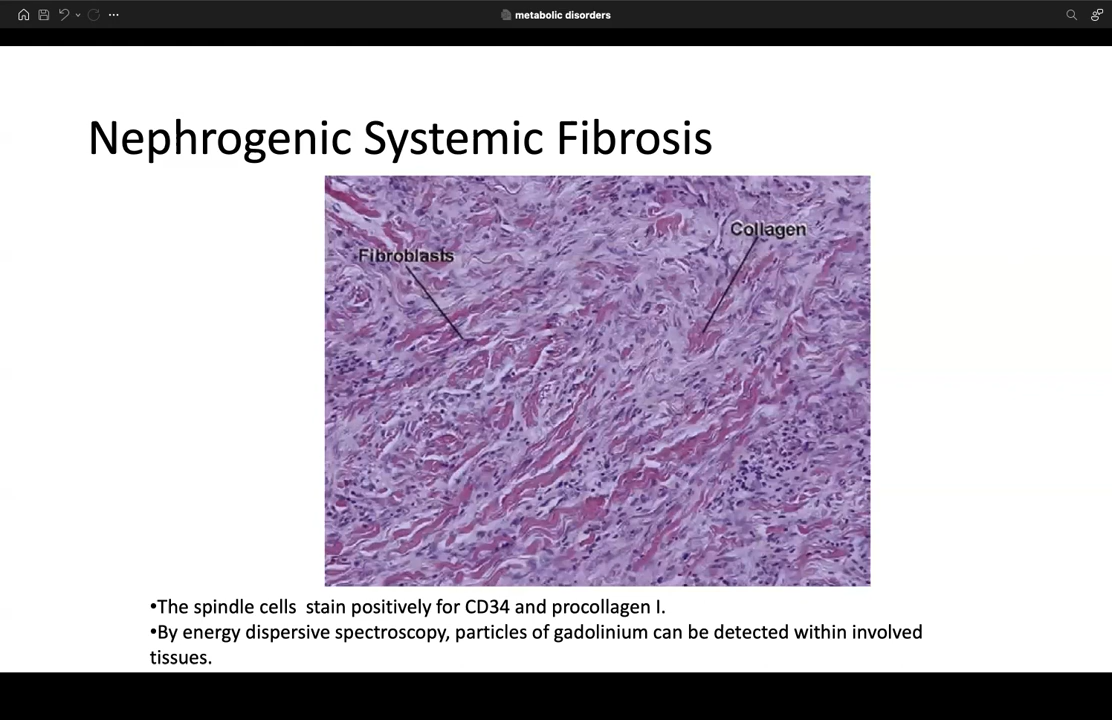 metabolic disorders
Nephrogenic Systemic Fibrosis
Collagen
Fibroblasts
•The spindle cells  stain positively for CD34 and procollagen I.
•By energy dispersive spectroscopy, particles of gadolinium can be detected within involved
tissues.